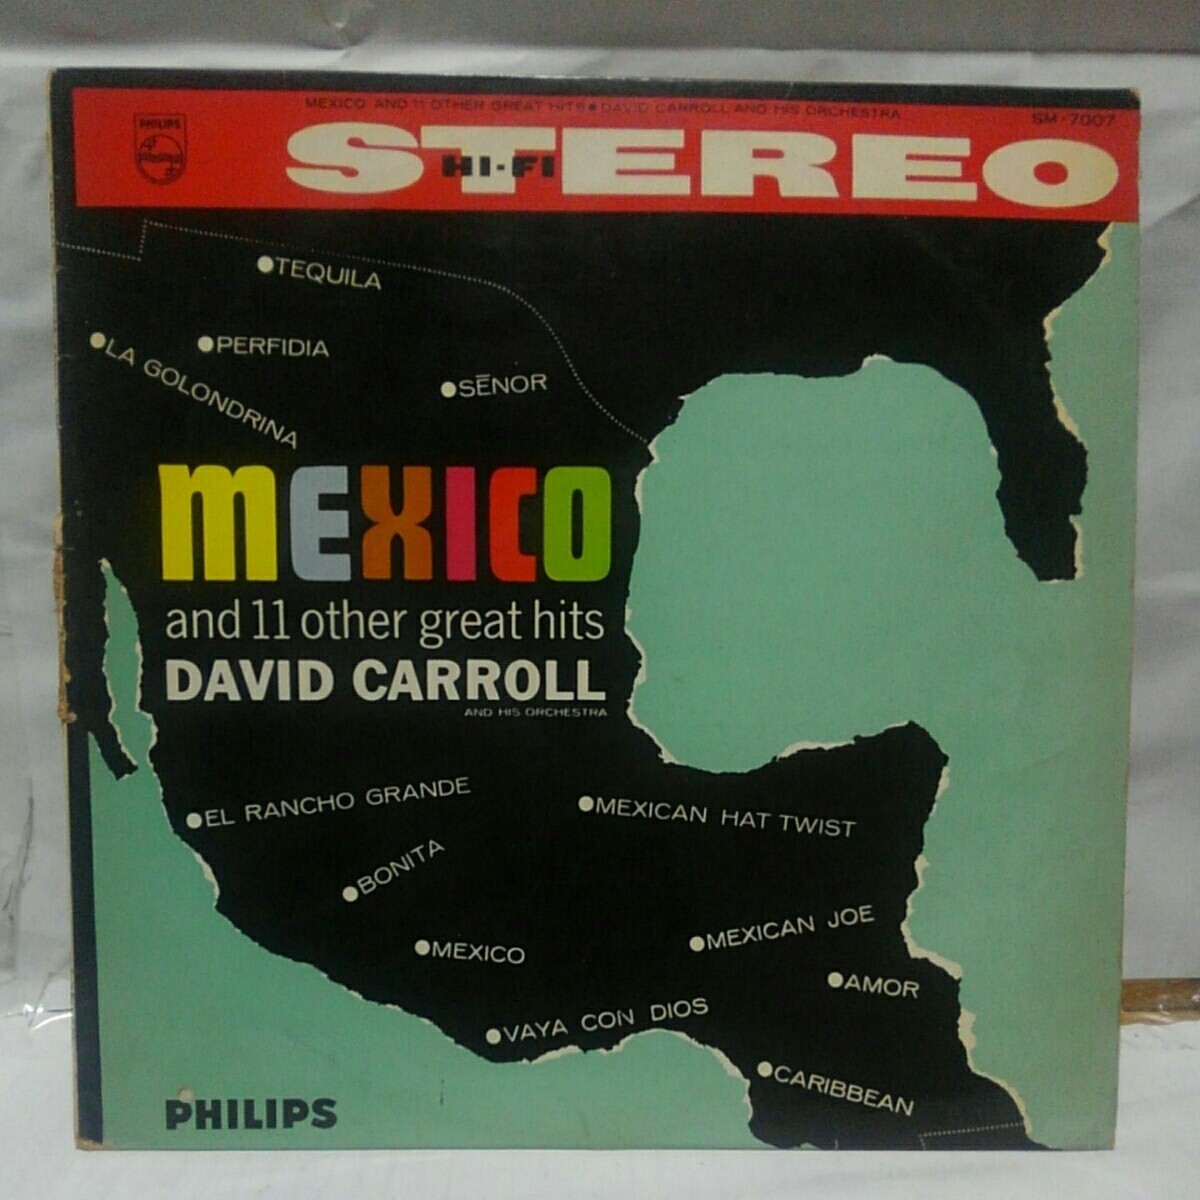 MEXICO AND 11 OTHER GREAT HITS ● DAVID CARROLL AND HIS ORCHESTRA
SM-7007
PHILIPS
STEREO
HI-FI
TEQUILA
PERFIDIA
LA GOLONDRINA
SĒNOR
MEXICO
and 11 other great hits
DAVID CARROLL
AND HIS ORCHESTRA
EL RANCHO GRANDE
MEXICAN HAT TWIST
BONITA
MEXICO
MEXICAN JOE
AMOR
VAYA CON DIOS
CARIBBEAN
PHILIPS